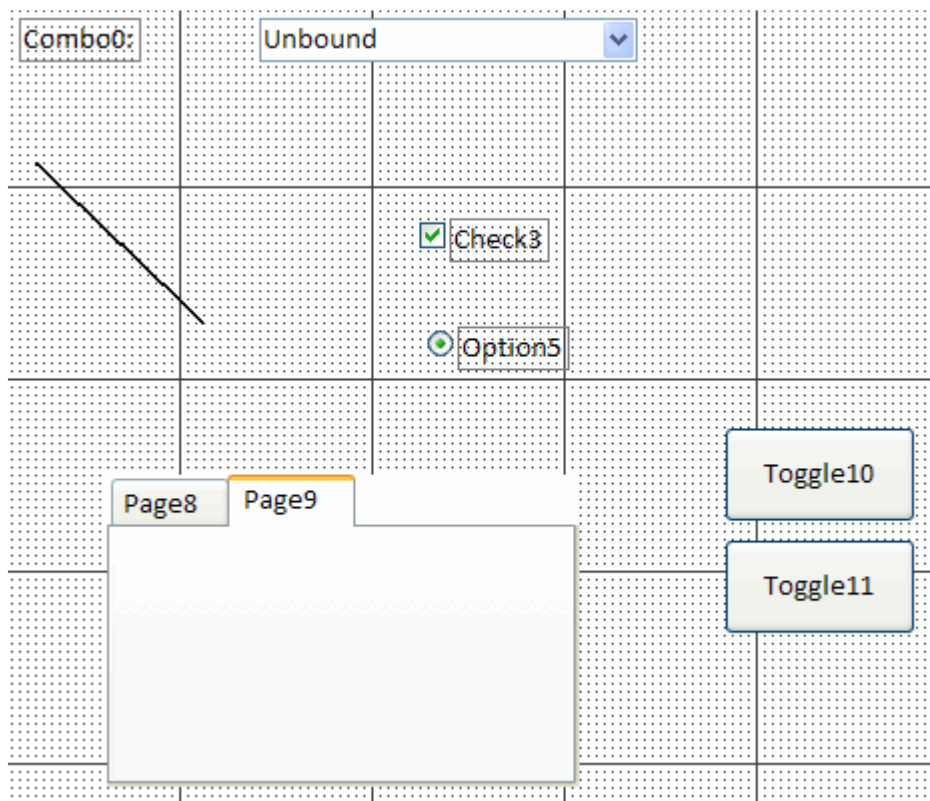 Combo0: Unbound
Check3
Option5
Page8 Page9
Toggle10
Toggle11